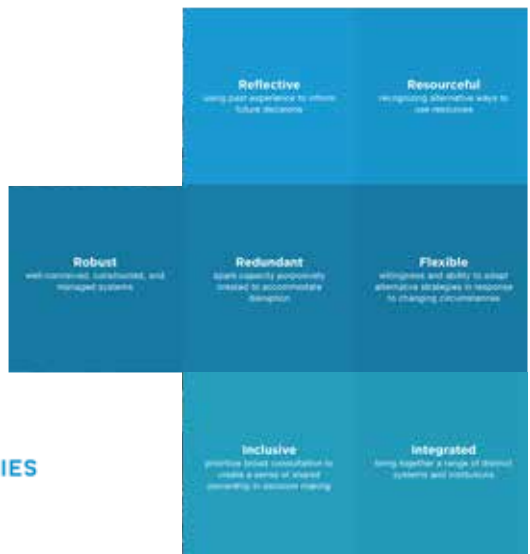 Reflective
using past experience to inform
future decisions
Resourceful
recognizing alternative ways to
use resources
Robust
well-conceived, constructed, and
managed systems
Redundant
spare capacity purposively
created to accommodate
disruption
Flexible
willingness and ability to adopt
alternative strategies in response
to changing circumstances
Inclusive
prioritize broad consultation to
create a sense of shared
ownership in decision making
Integrated
bring together a range of distinct
systems and institutions
IES